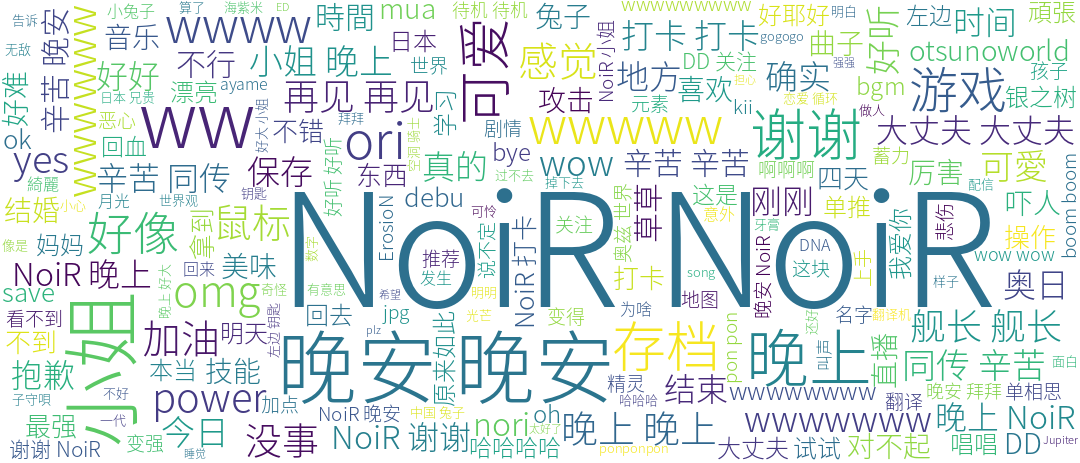 NoiR NoiR
晚安 晚安
晚上
小姐
ww
wwww
可爱
谢谢
存档
游戏
感觉
ori
omg
好像
鼠标
加油
power
没事
今日
抱歉
舰长 舰长
同传 辛苦
大丈夫 大丈夫
wwwww
wwwwwww
wwwwwwwww
wwwwwwwwww
辛苦 晚安
辛苦 同传
辛苦 辛苦
再见 再见
小姐 晚上
打卡 打卡
NoiR 晚上
NoiR 打卡
NoiR 谢谢
NoiR 晚安
NoiR 小姐
晚上 晚上
晚上 NoiR
晚安 NoiR
谢谢 NoiR
晚安 拜拜
晚上 好大
告诉
小兔子
算了
海紫米
ED
无敌
音乐
時間
mua
待机 待机
兔子
好耶好
明白
左边
时间
頑張
好难
好好
漂亮
不行
日本
世界
DD 关注
gogogo
曲子
好听
otsunoworld
强强
孩子
ok
日本 兄贵
恶心
ayame
好大 小姐
学习
攻击
地方
喜欢
元素
kii
确实
担心
恋爱 循环
bgm
银之树
做人
yes
回血
不错
拜拜
洞洞 骑士
剧情
bye
wow
啊啊啊
蓄力
厉害
可愛
綺麗
月光
保存
好听 好听
真的
东西
过不去
掉下去
这是
四天
配信
吓人
结婚
小心
世界观
钥匙
debu
可怜
ErosioN
关注
奥兹 世界
草草
意外
刚刚
单推
牙膏
悲伤
操作
boom boom
像是
妈妈
拿到
美味
数字
推荐
发生
说不定
打卡
song
DNA
这块
上手
我爱你
样子
wow wow
奥日
save
回来
奇怪
有意思
希望
明明
为啥
地图
还好
名字
翻译机
看不到
不到
明天
回去
jpg
光芒
变得
pon pon
叫声
直播
面白
本当
技能
左边 钥匙
plz
原来如此
精灵
结束
翻译
单相思
子守唄
不好
加点
中国 兔子
哈哈哈
oh
太好了
最强
一代
变强
nori
哈哈哈哈
大丈夫
试试
对不起
唱唱
DD
Jupiter
睡觉
ponponpon